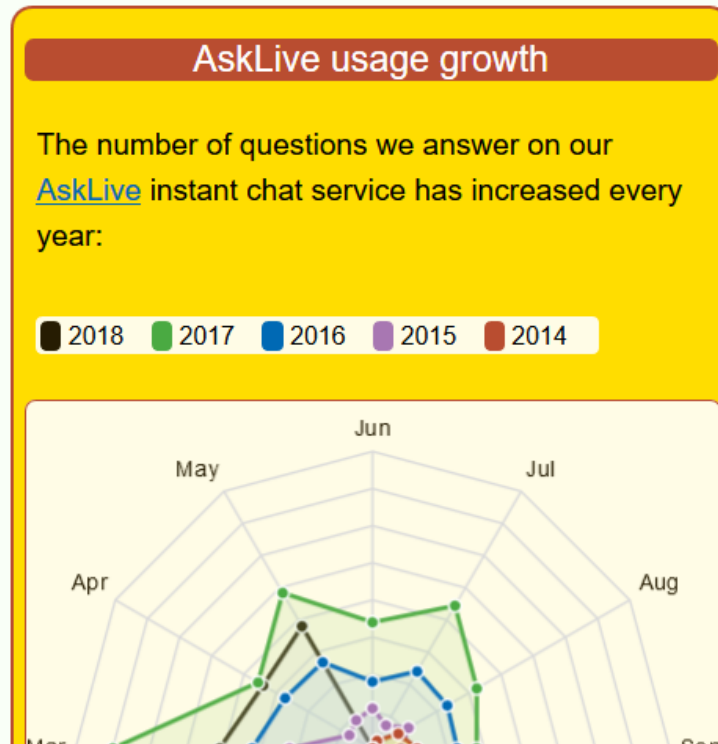 AskLive usage growth
The number of questions we answer on our
AskLive instant chat service has increased every
year:
2018 2017 2016 2015 2014
Jun
May Jul
Apr Aug
Mar